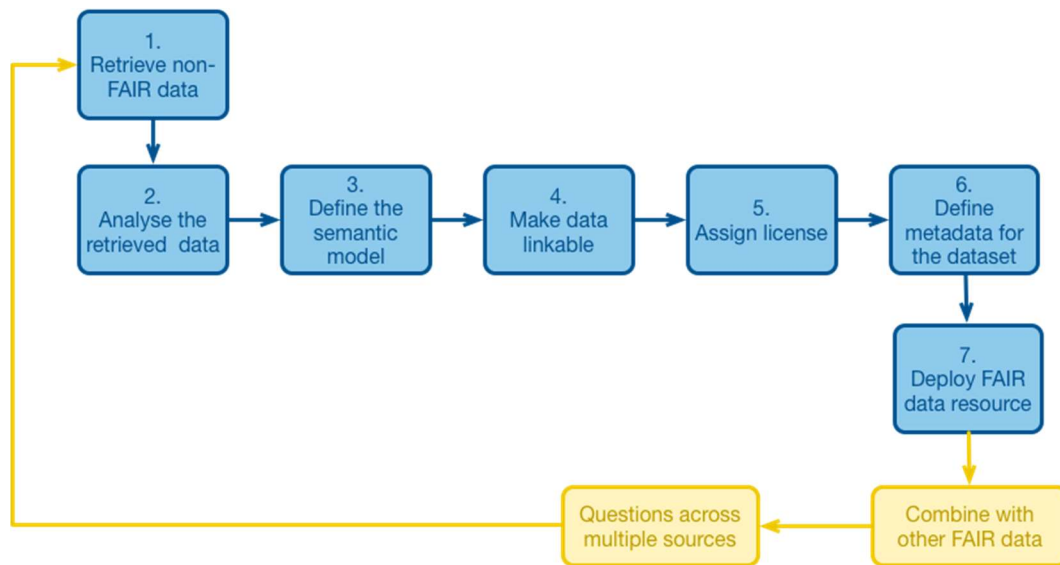 1.
Retrieve non-
FAIR data
2.
Analyse the
retrieved data
3.
Define the
semantic
model
4.
Make data
linkable
5.
Assign license
6.
Define
metadata for
the dataset
7.
Deploy FAIR
data resource
Combine with
other FAIR data
Questions across
multiple sources